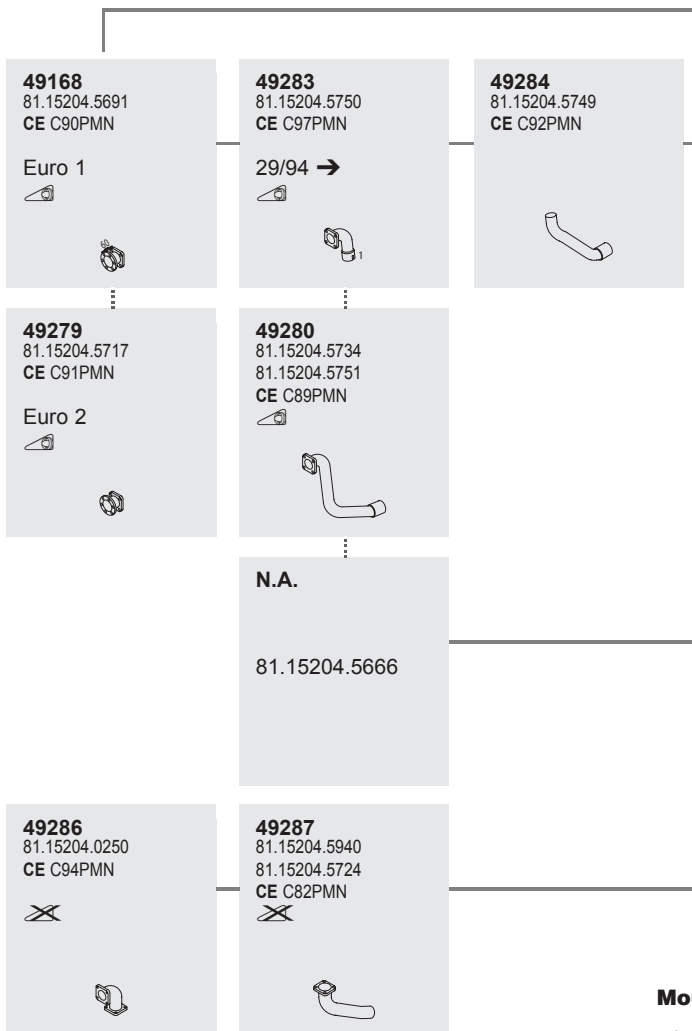 49168
81.15204.5691
CE C90PMN
Euro 1
49283
81.15204.5750
CE C97PMN
29/94 ➔
1
49284
81.15204.5749
CE C92PMN
49279
81.15204.5717
CE C91PMN
Euro 2
49280
81.15204.5734
81.15204.5751
CE C89PMN
N.A.
81.15204.5666
49286
81.15204.0250
CE C94PMN
49287
81.15204.5940
81.15204.5724
CE C82PMN